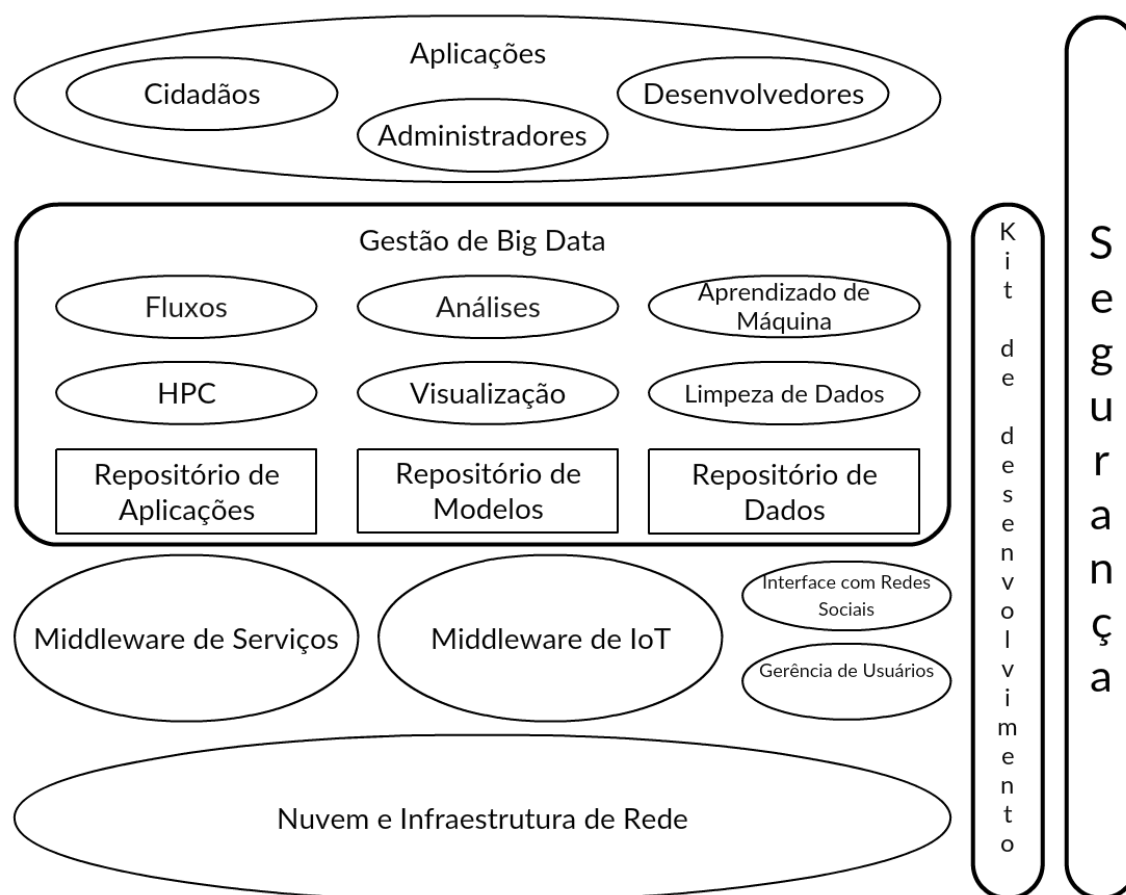 Aplicações
Cidadãos
Desenvolvedores
Administradores
Gestão de Big Data
Fluxos
Análises
Aprendizado de
Máquina
HPC
Visualização
Limpeza de Dados
Repositório de
Aplicações
Repositório de
Modelos
Repositório de
Dados
Middleware de Serviços
Middleware de IoT
Interface com Redes
Sociais
Gerência de Usuários
Nuvem e Infraestrutura de Rede
Kit de desenvolvimento
Segurança